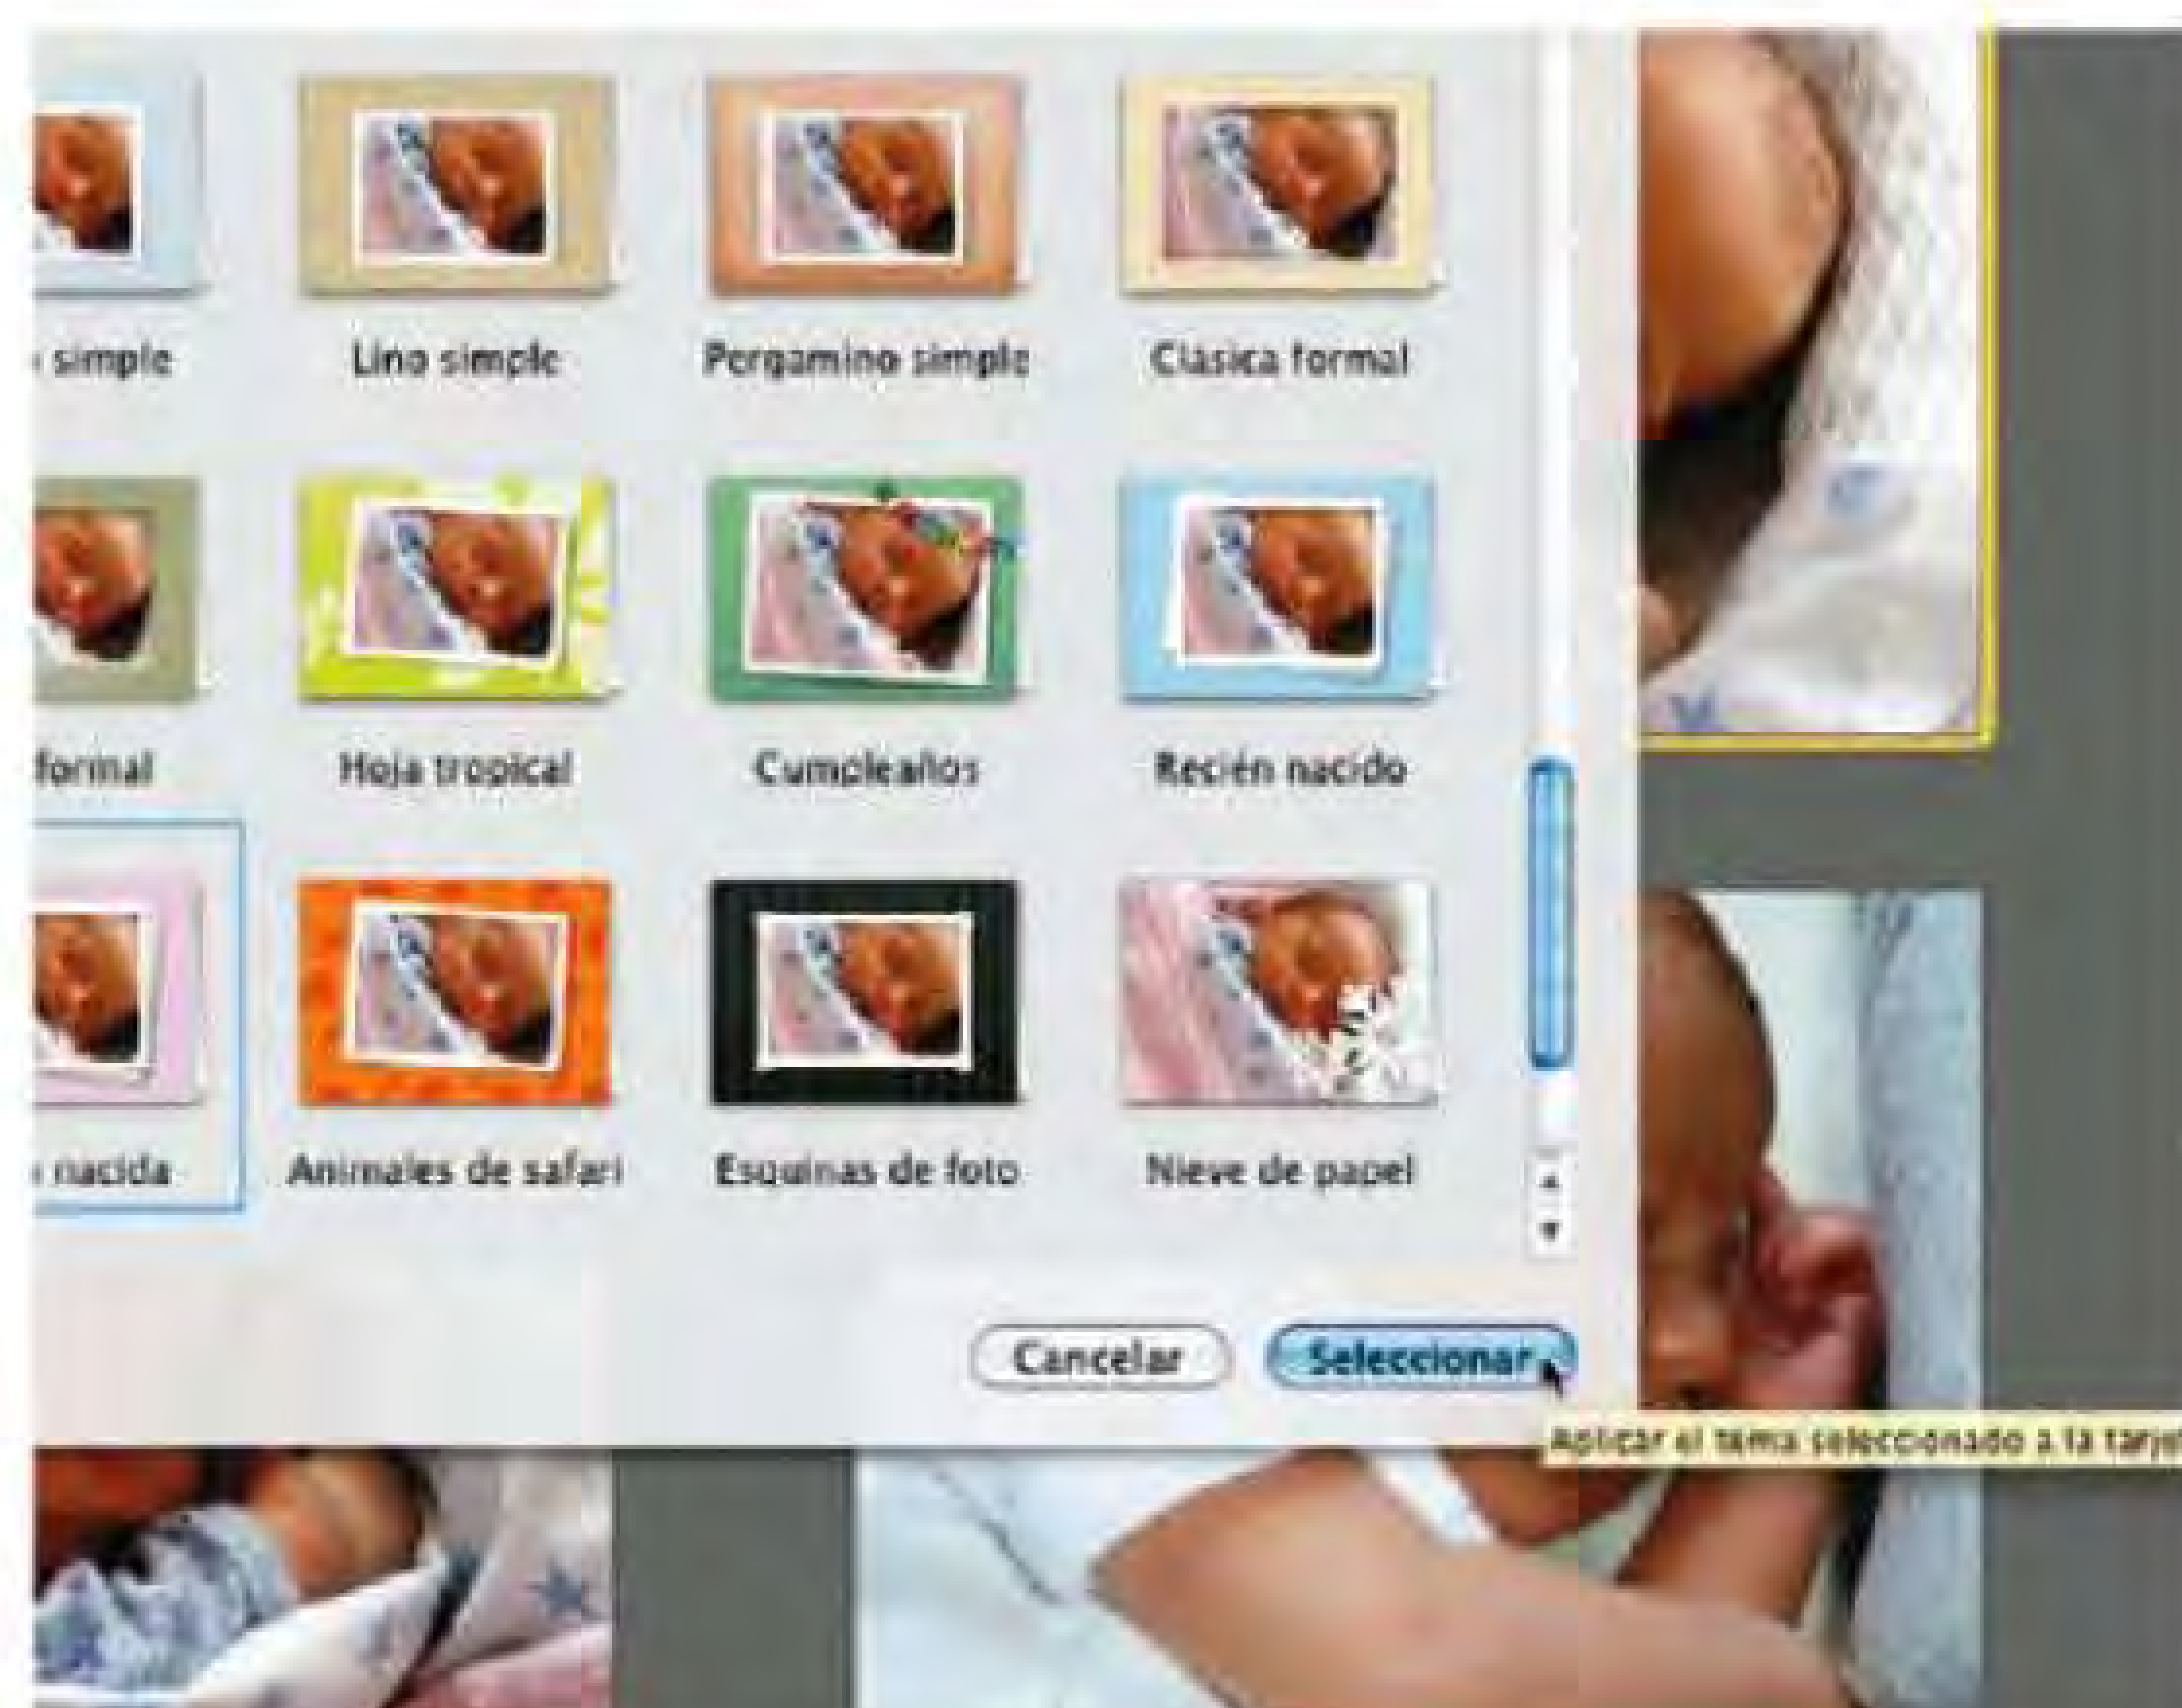 simple Lino simple Pergamino simple Clásica formal
formal Hoja tropical Cumpleaños Recién nacido
nacida Animales de safari Esquinas de foto Nieve de papel
Cancelar Seleccionar
Aplicar el tema seleccionado a la tarje